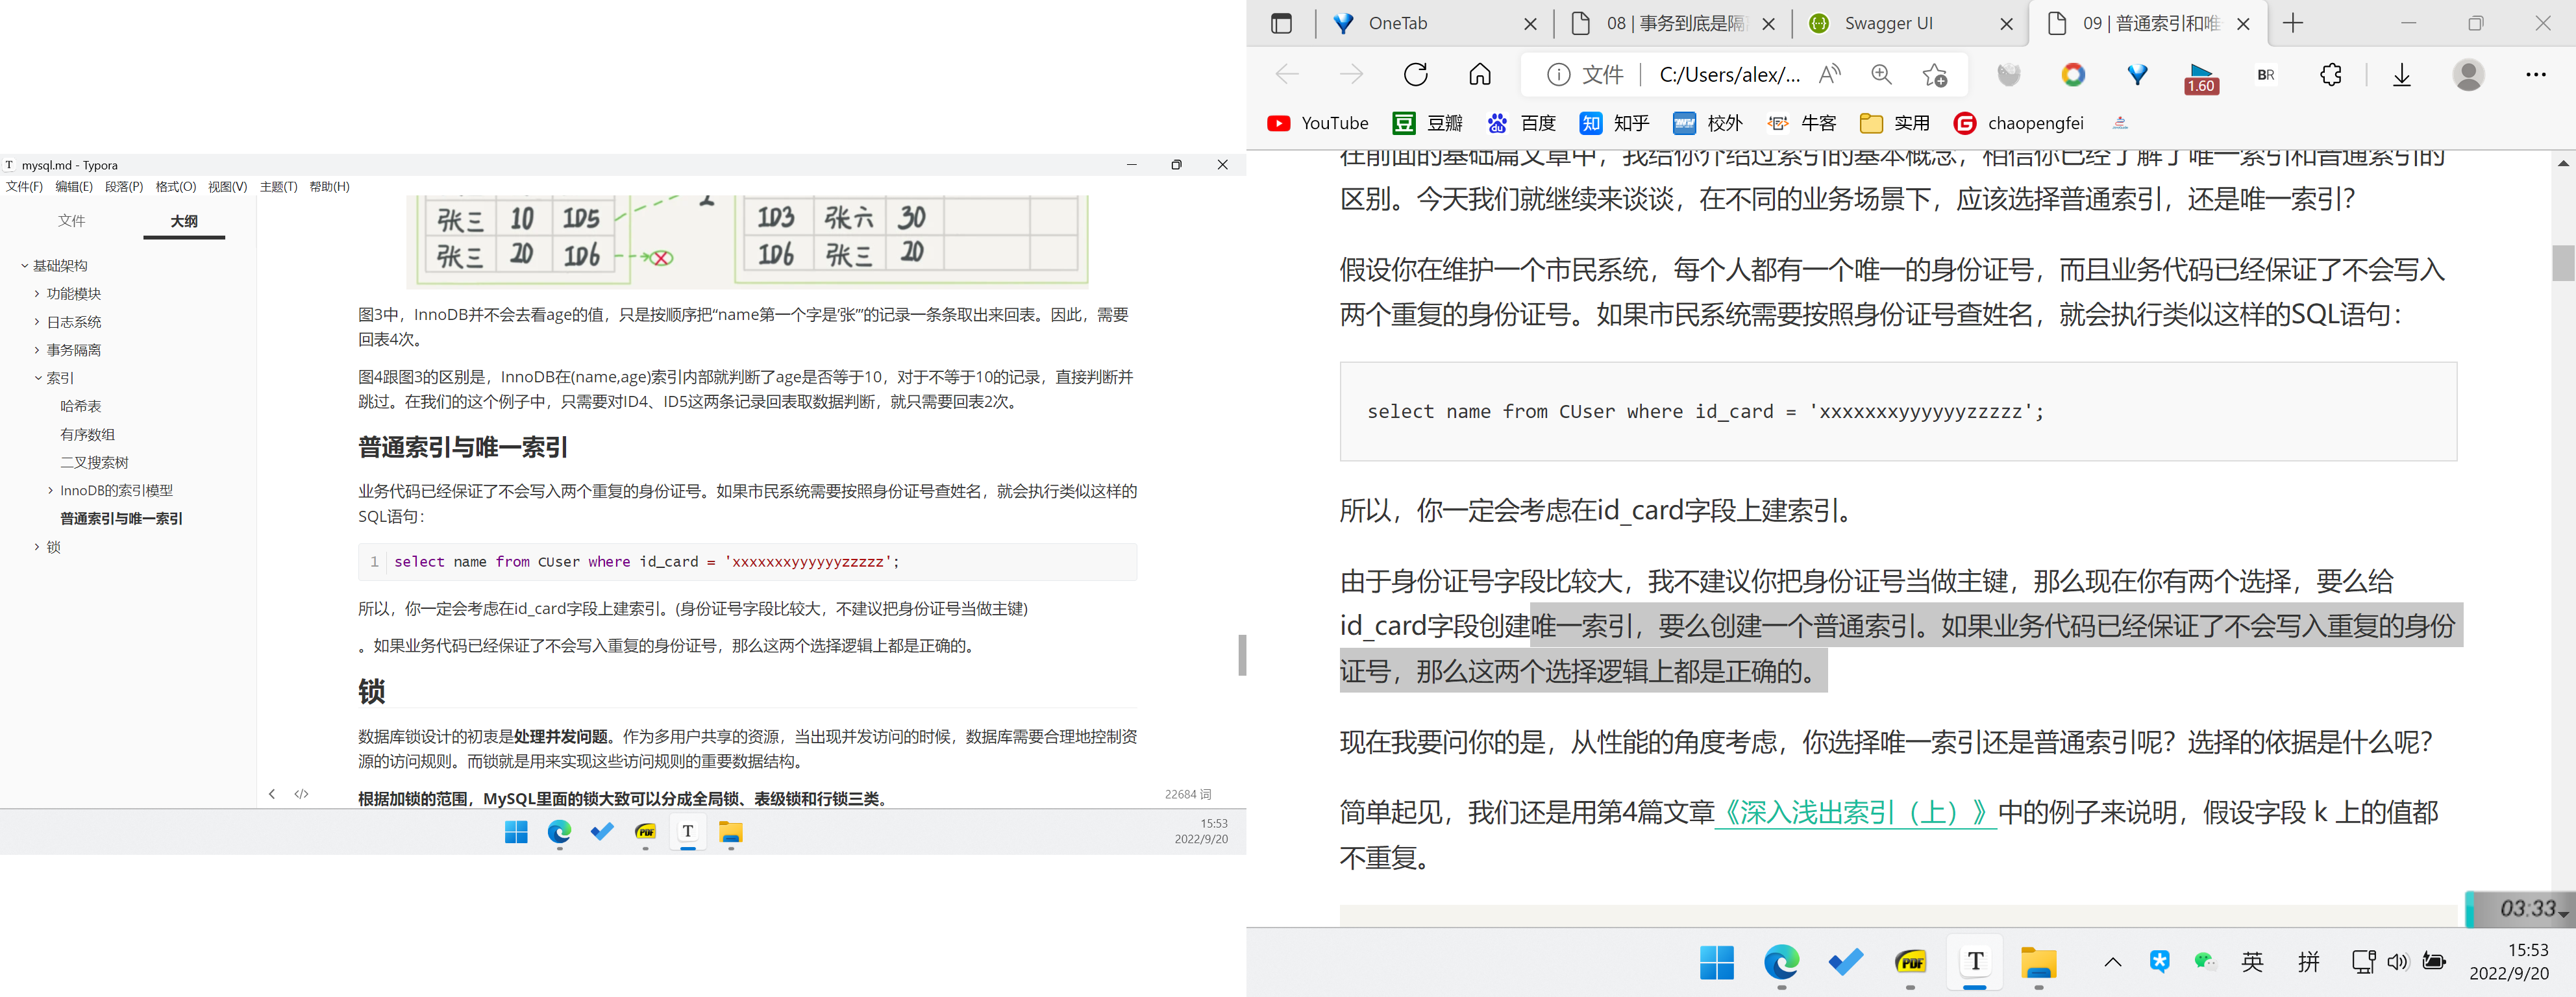 mysql.md - Typora
文件(F) 编辑(E) 段落(P) 格式(O) 视图(V) 主题(T) 帮助(H)
文件 大纲
基础架构
功能模块
日志系统
事务隔离
索引
哈希表
有序数组
二叉搜索树
InnoDB的索引模型
普通索引与唯一索引
锁
张三 10 ID5
张三 20 ID6
ID3 张六 30
ID6 张三 20
图3中，InnoDB并不会去看age的值，只是按顺序把“name第一个字是’张’”的记录一条条取出来回表。因此，需要
回表4次。
图4跟图3的区别是，InnoDB在(name,age)索引内部就判断了age是否等于10，对于不等于10的记录，直接判断并
跳过。在我们的这个例子中，只需要对ID4、ID5这两条记录回表取数据判断，就只需要回表2次。
普通索引与唯一索引
业务代码已经保证了不会写入两个重复的身份证号。如果市民系统需要按照身份证号查姓名，就会执行类似这样的
SQL语句：
1 select name from CUser where id_card = 'xxxxxxxyyyyyyzzzzz';
所以，你一定会考虑在id_card字段上建索引。(身份证号字段比较大，不建议把身份证号当做主键)
。如果业务代码已经保证了不会写入重复的身份证号，那么这两个选择逻辑上都是正确的。
锁
数据库锁设计的初衷是处理并发问题。作为多用户共享的资源，当出现并发访问的时候，数据库需要合理地控制资
源的访问规则。而锁就是用来实现这些访问规则的重要数据结构。
根据加锁的范围，MySQL里面的锁大致可以分成全局锁、表级锁和行锁三类。
22684 词
PDF T
15:53
2022/9/20
OneTab 08 | 事务到底是隔 Swagger UI 09 | 普通索引和唯
文件 C:/Users/alex/... 1.60 BR
YouTube 豆瓣 百度 知乎 校外 牛客 实用 chaopengfei
在前面的基础篇文章中，我给你介绍过索引的基本概念，相信你已经了解了唯一索引和普通索引的
区别。今天我们就继续来谈谈，在不同的业务场景下，应该选择普通索引，还是唯一索引？
假设你在维护一个市民系统，每个人都有一个唯一的身份证号，而且业务代码已经保证了不会写入
两个重复的身份证号。如果市民系统需要按照身份证号查姓名，就会执行类似这样的SQL语句：
select name from CUser where id_card = 'xxxxxxxyyyyyyzzzzz';
所以，你一定会考虑在id_card字段上建索引。
由于身份证号字段比较大，我不建议你把身份证号当做主键，那么现在你有两个选择，要么给
id_card字段创建唯一索引，要么创建一个普通索引。如果业务代码已经保证了不会写入重复的身份
证号，那么这两个选择逻辑上都是正确的。
现在我要问你的是，从性能的角度考虑，你选择唯一索引还是普通索引呢？选择的依据是什么呢？
简单起见，我们还是用第4篇文章《深入浅出索引（上）》中的例子来说明，假设字段 k 上的值都
不重复。
03:33
PDF T 英 拼
15:53
2022/9/20